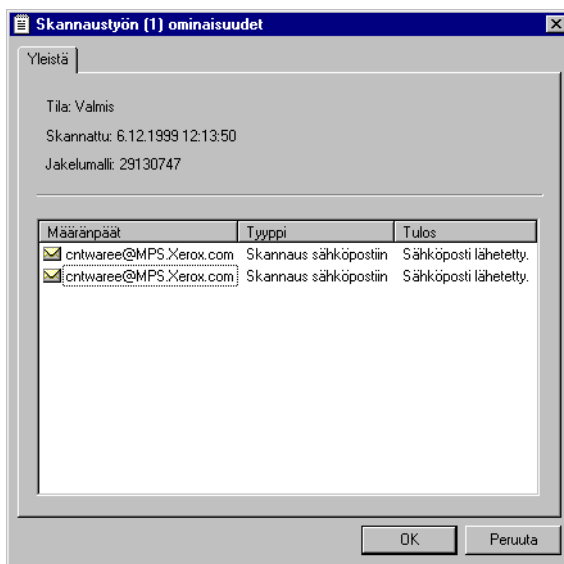 Skannaustyön (1) ominaisuudet
Yleistä
Tila: Valmis
Skannattu: 6.12.1999 12:13:50
Jakelumalli: 29130747
Määränpäät Tyyppi Tulos
cntwaree@MPS.Xerox.com Skannaus sähköpostiin Sähköposti lähetetty.
cntwaree@MPS.Xerox.com Skannaus sähköpostiin Sähköposti lähetetty.
OK Peruuta